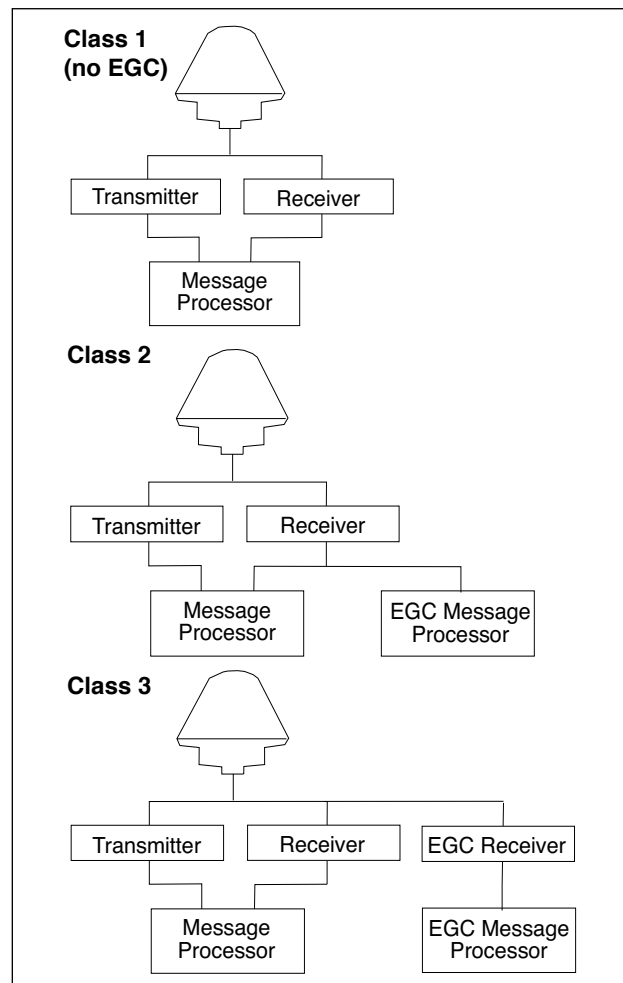 Class 1
(no EGC)
Transmitter
Receiver
Message
Processor
Class 2
Transmitter
Receiver
Message
Processor
EGC Message
Processor
Class 3
Transmitter
Receiver
EGC Receiver
Message
Processor
EGC Message
Processor